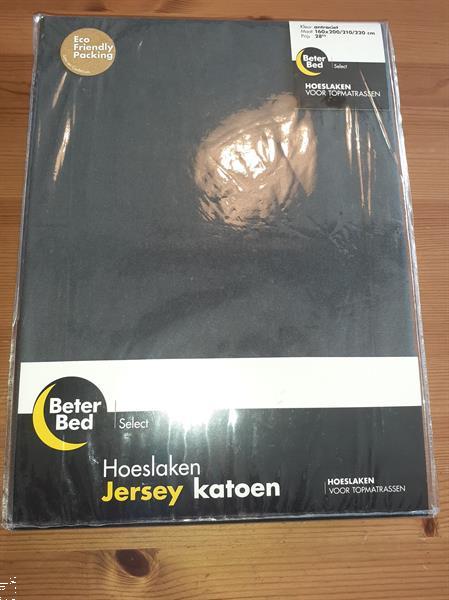 Eco
Friendly
Packing
Kleur antraciet
Maat 160x200/210/220 cm
Prijs 28⁹⁵
Beter
Bed
Select
HOESLAKEN
VOOR TOPMATRASSEN
Beter
Bed
Select
Hoeslaken
Jersey katoen
HOESLAKEN
VOOR TOPMATRASSEN